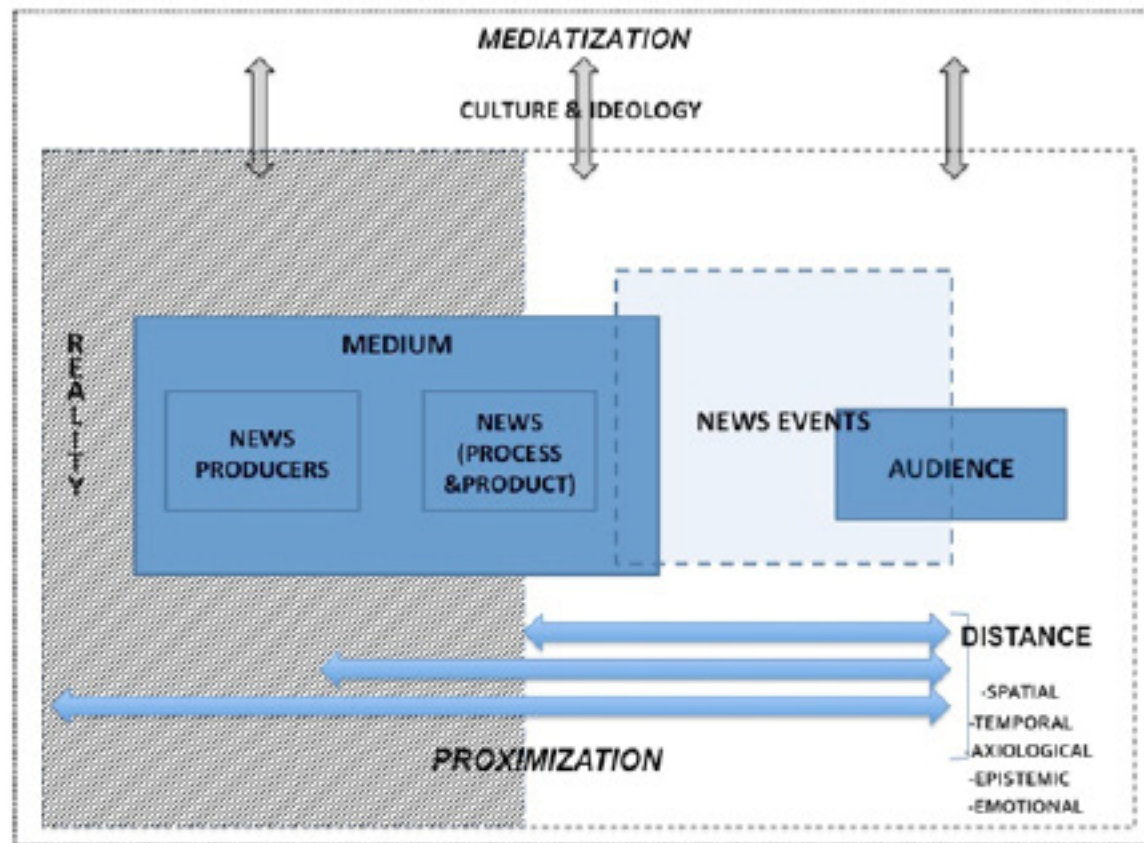 MEDIATIZATION
CULTURE & IDEOLOGY
REALITY
MEDIUM
NEWS
PRODUCERS
NEWS
(PROCESS
&PRODUCT)
NEWS EVENTS
AUDIENCE
DISTANCE
-SPATIAL
-TEMPORAL
-AXIOLOGICAL
-EPISTEMIC
-EMOTIONAL
PROXIMIZATION